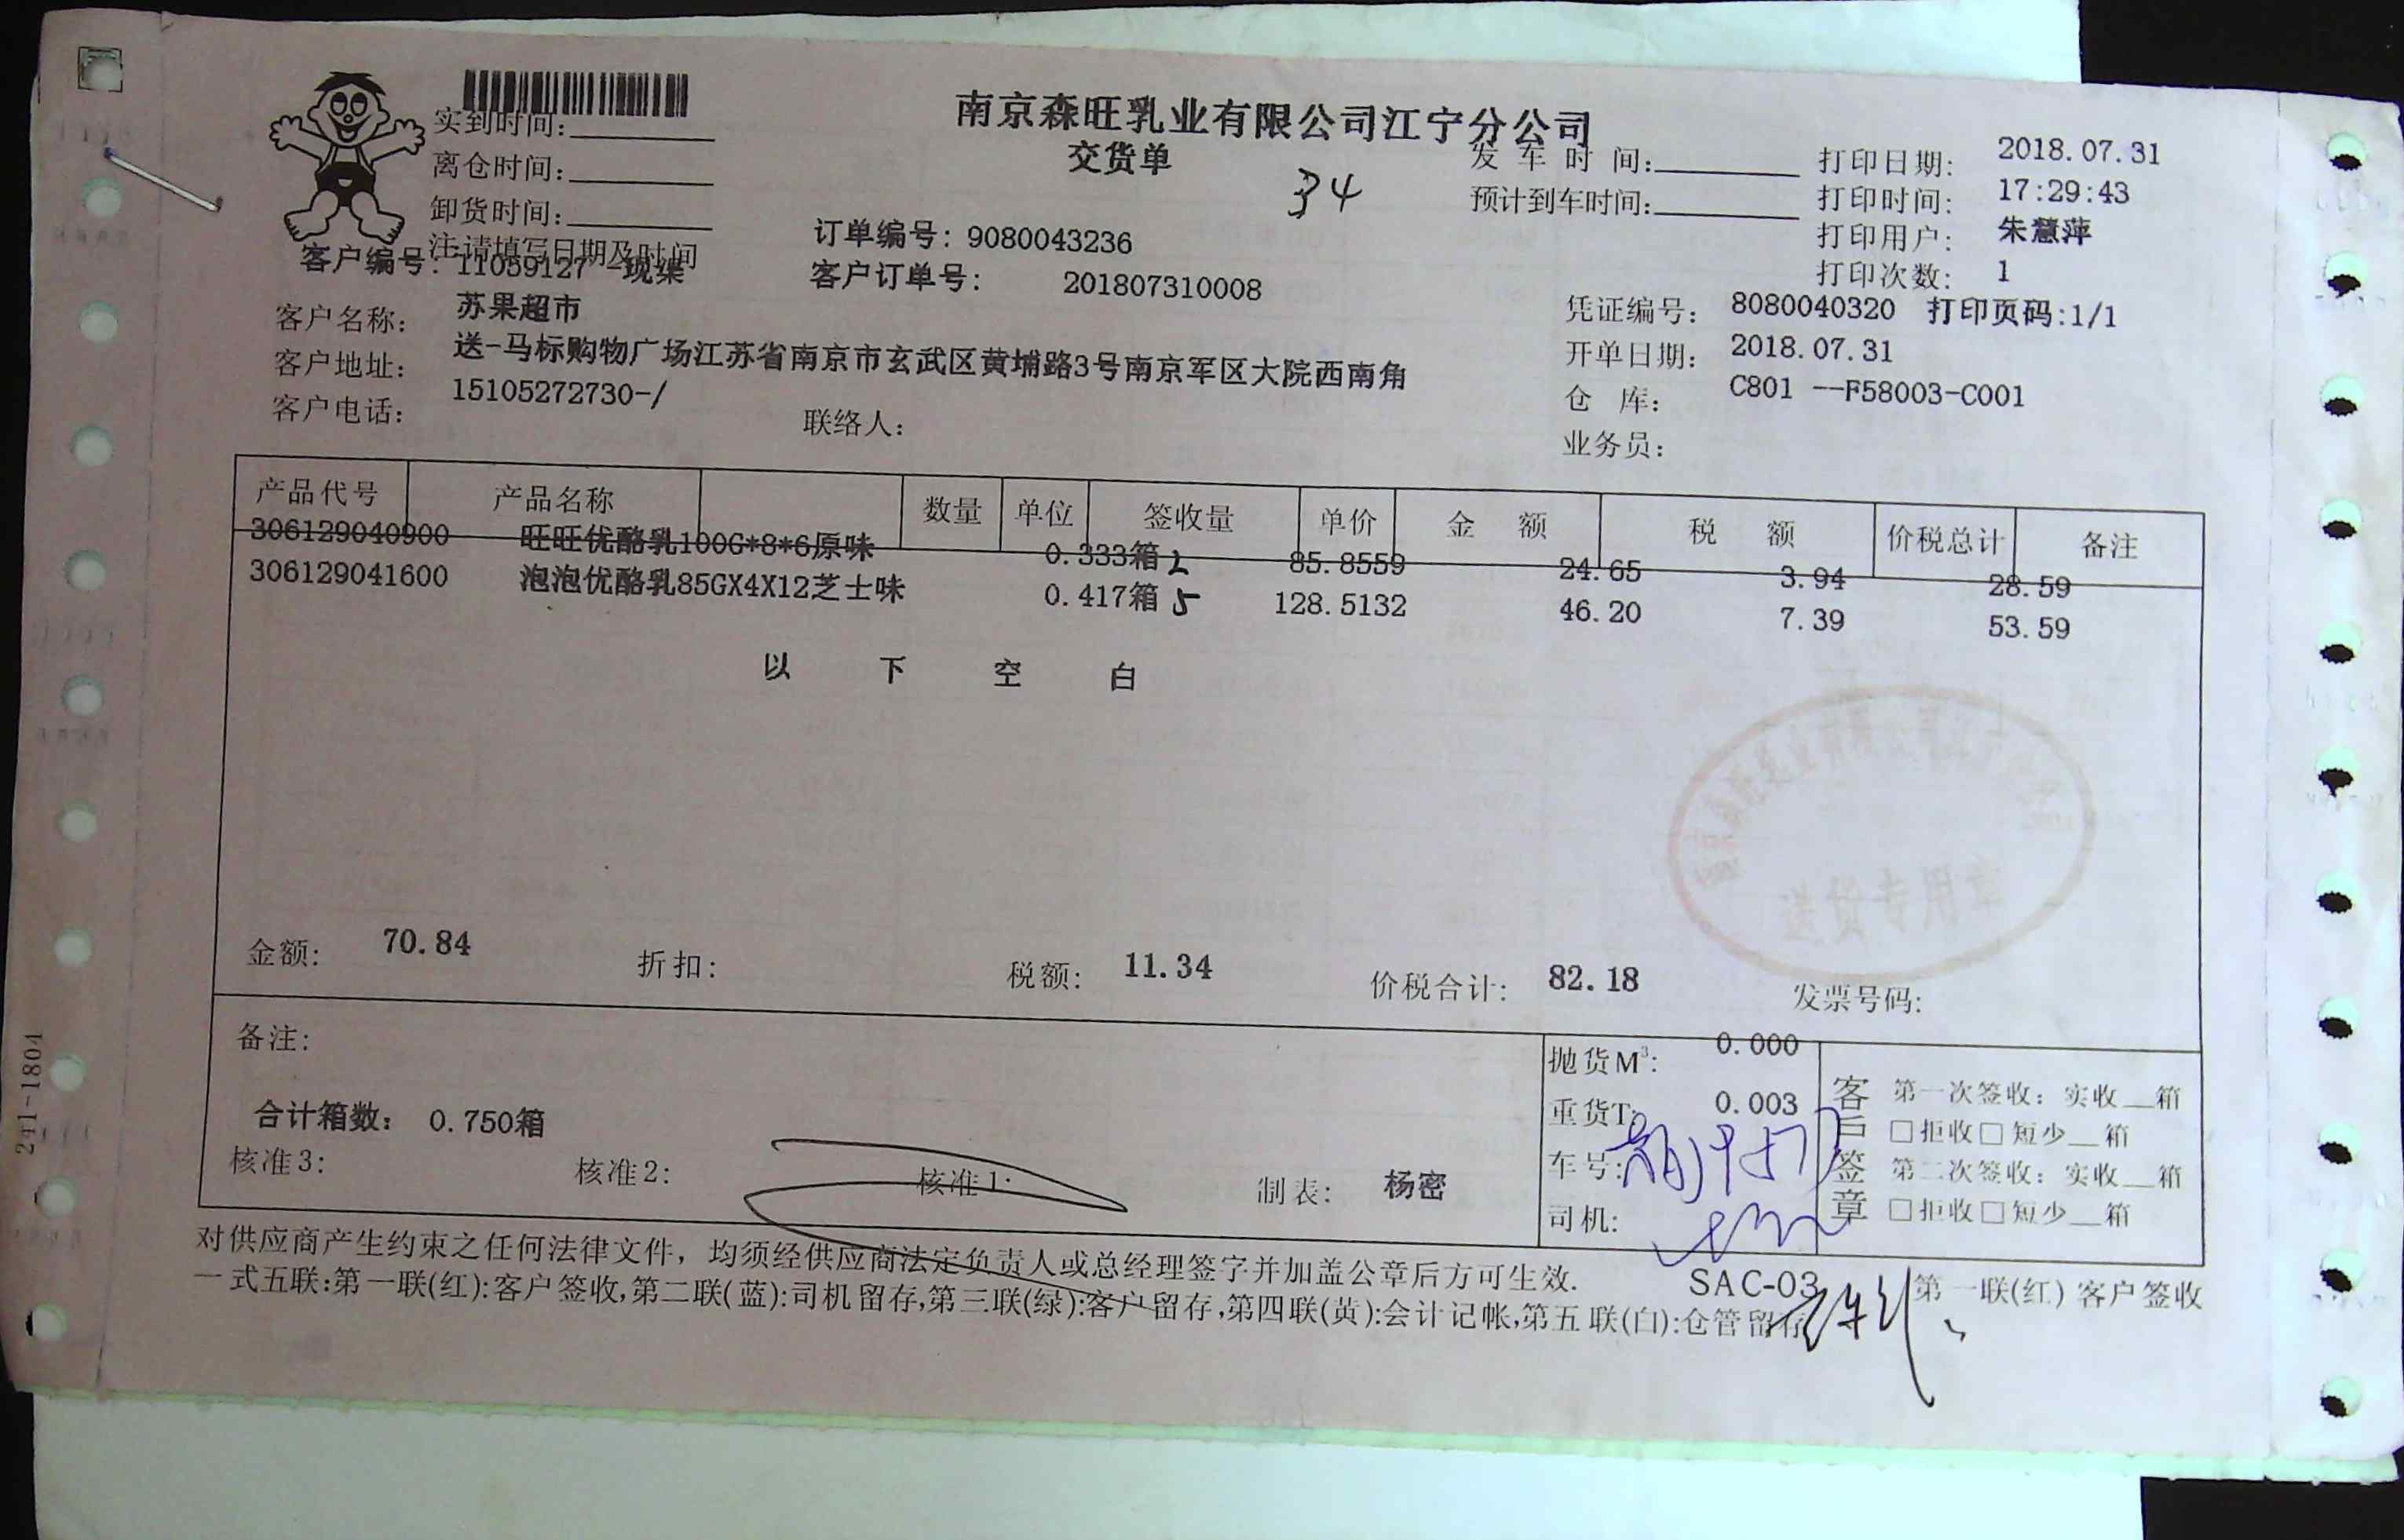 南京森旺乳业有限公司江宁分公司
交货单
34
实到时间:
离仓时间:
卸货时间:
注:请填写日期及时间
发 车 时 间:
预计到车时间:
打印日期: 2018.07.31
打印时间: 17:29:43
打印用户: 朱慧萍
打印次数: 1
客户编号: 11059127 -现渠
订单编号: 9080043236
客户订单号: 201807310008
客户名称: 苏果超市
凭证编号: 8080040320 打印页码:1/1
客户地址: 送-马标购物广场江苏省南京市玄武区黄埔路3号南京军区大院西南角
开单日期: 2018.07.31
客户电话: 15105272730-/
联络人:
仓 库: C801 --F58003-C001
业务员:
产品代号 产品名称 数量 单位 签收量 单价 金 额 税 额 价税总计 备注
306129040900 旺旺优酪乳100G*8*6原味 0.333箱 2 85.8559 24.65 3.94 28.59
306129041600 泡泡优酪乳85GX4X12芝士味 0.417箱 5 128.5132 46.20 7.39 53.59
以 下 空 白
送货专用章
金额: 70.84 折扣: 税额: 11.34 价税合计: 82.18 发票号码:
备注:
合计箱数: 0.750箱
核准3: 核准2: 核准1: 制表: 杨密
抛货M³: 0.000
重货T: 0.003
车号:
司机:
客户签章
第一次签收: 实收__箱
□拒收□短少__箱
第二次签收: 实收__箱
□拒收□短少__箱
对供应商产生约束之任何法律文件, 均须经供应商法定负责人或总经理签字并加盖公章后方可生效.
SAC-03
第一联(红) 客户签收
一式五联:第一联(红):客户签收,第二联(蓝):司机留存,第三联(绿):客户留存,第四联(黄):会计记帐,第五联(白):仓管留存
241-1804